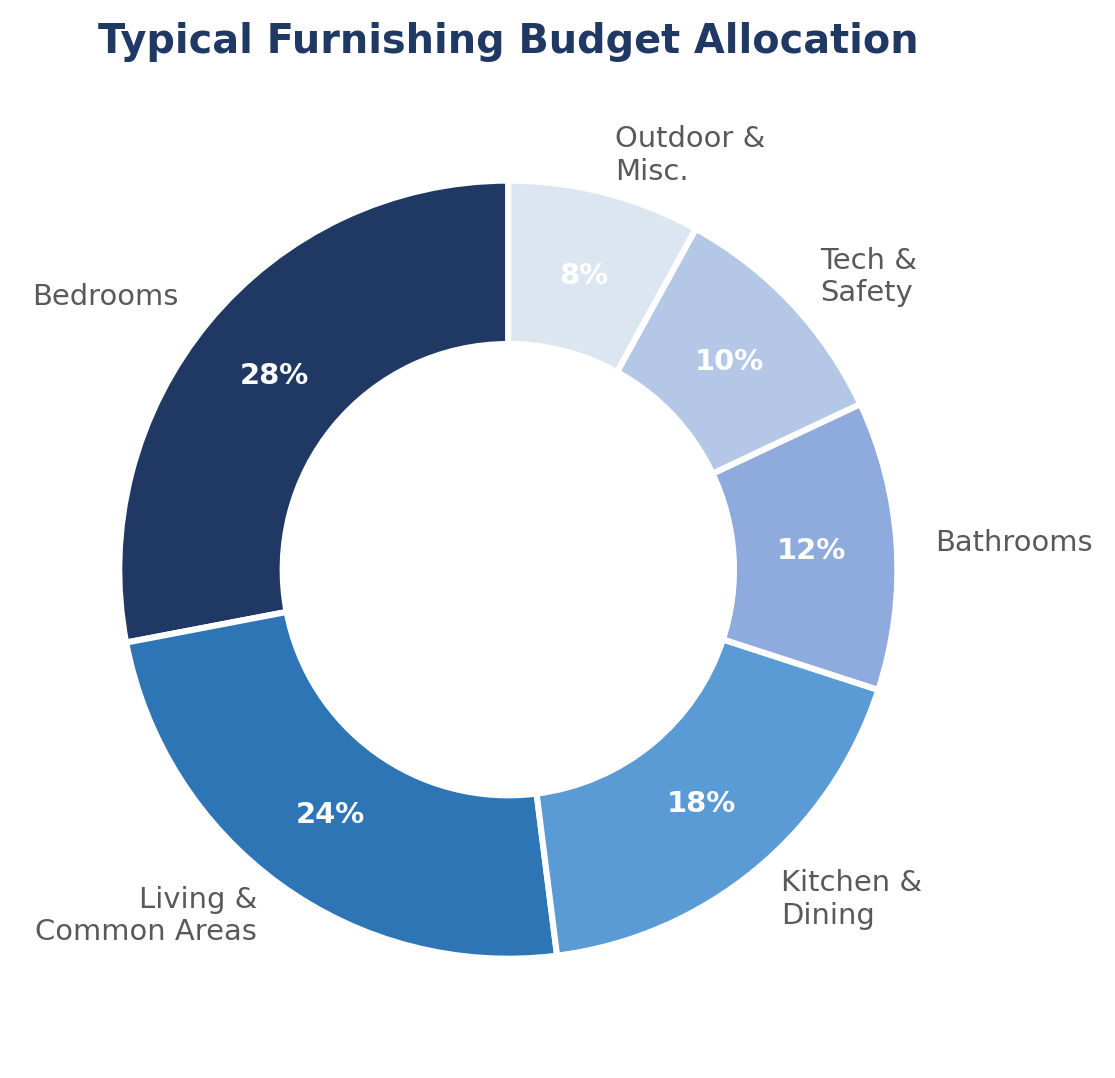 Typical Furnishing Budget Allocation
Outdoor &
Misc.
8%
Tech &
Safety
10%
Bedrooms
28%
Bathrooms
12%
24%
18%
Living &
Common Areas
Kitchen &
Dining